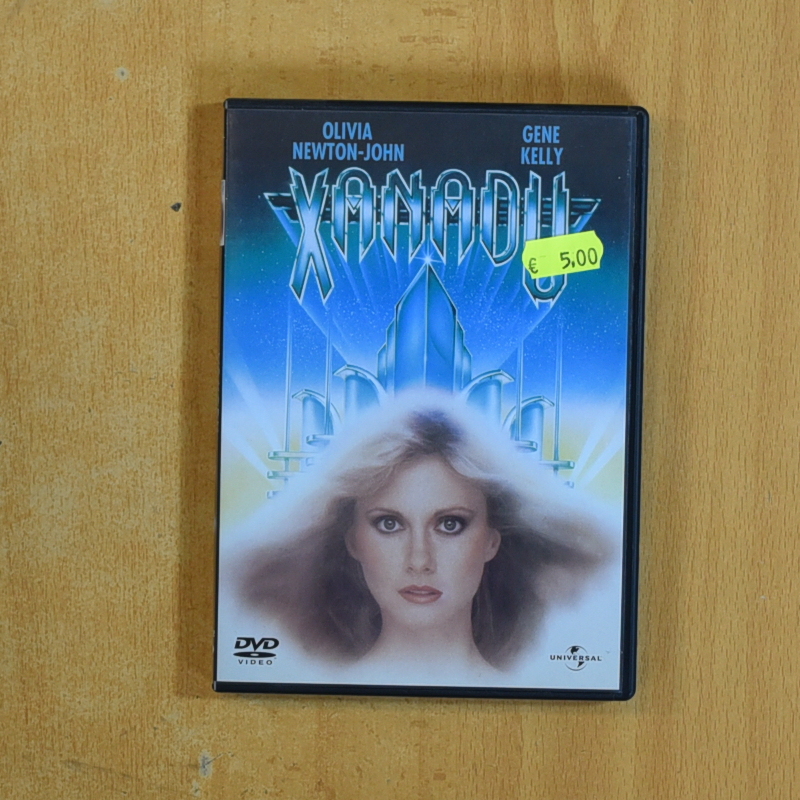 OLIVIA
NEWTON-JOHN
GENE
KELLY
XANADU
€ 5,00
DVD
VIDEO
UNIVERSAL